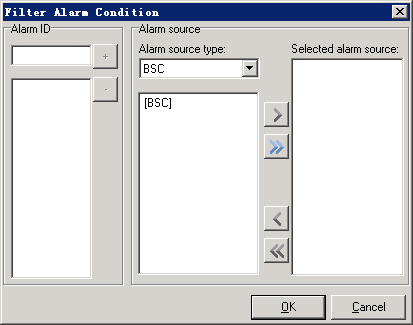 Filter Alarm Condition
Alarm ID
+
-
Alarm source
Alarm source type:
BSC
[BSC]
Selected alarm source:
OK
Cancel